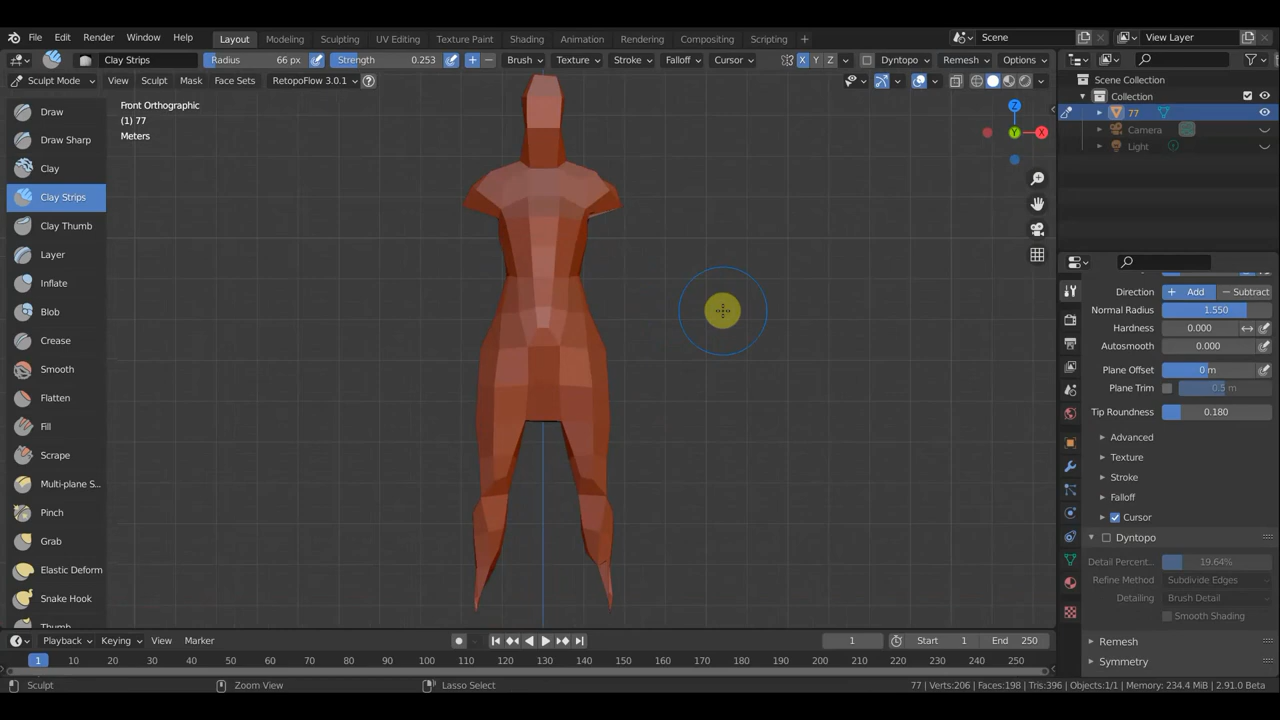 File Edit Render Window Help Layout Modeling Sculpting UV Editing Texture Paint Shading Animation Rendering Compositing Scripting + Scene View Layer
Clay Strips Radius 66 px Strength 0.253 + − Brush Texture Stroke Falloff Cursor X Y Z Dyntopo Remesh Options
Sculpt Mode View Sculpt Mask Face Sets RetopoFlow 3.0.1 ?
Scene Collection
Collection
77
Camera
Light
Front Orthographic
(1) 77
Meters
Z
Y
X
Draw
Draw Sharp
Clay
Clay Strips
Clay Thumb
Layer
Inflate
Blob
Crease
Smooth
Flatten
Fill
Scrape
Multi-plane S...
Pinch
Grab
Elastic Deform
Snake Hook
Thumb
Direction + Add − Subtract
Normal Radius 1.550
Hardness 0.000
Autosmooth 0.000
Plane Offset 0 m
Plane Trim 0.5 m
Tip Roundness 0.180
Advanced
Texture
Stroke
Falloff
Cursor
Dyntopo
Detail Percent... 19.64%
Refine Method Subdivide Edges
Detailing Brush Detail
Smooth Shading
Remesh
Symmetry
Playback Keying View Marker 1 Start 1 End 250
1 10 20 30 40 50 60 70 80 90 100 110 120 130 140 150 160 170 180 190 200 210 220 230 240 250
Sculpt Zoom View Lasso Select 77 | Verts:206 | Faces:198 | Tris:396 | Objects:1/1 | Memory: 234.4 MiB | 2.91.0 Beta